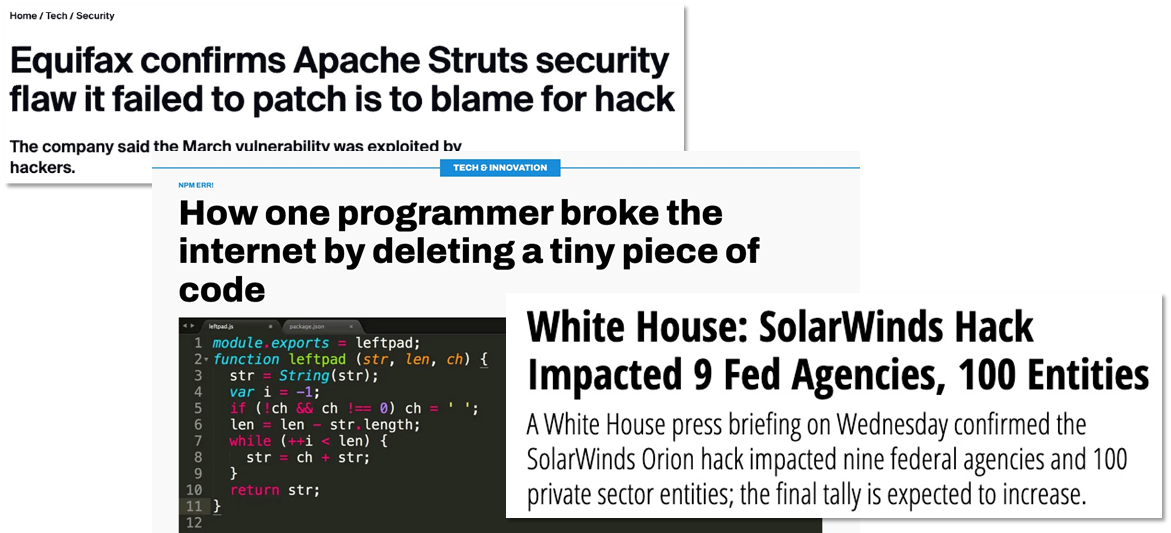 Home / Tech / Security
Equifax confirms Apache Struts security
flaw it failed to patch is to blame for hack
The company said the March vulnerability was exploited by
hackers.
TECH & INNOVATION
NPM ERR!
How one programmer broke the
internet by deleting a tiny piece of
code
leftpad.js
package.json
1 module.exports = leftpad;
2 function leftpad (str, len, ch) {
3 str = String(str);
4 var i = -1;
5 if (!ch && ch !== 0) ch = ' ';
6 len = len - str.length;
7 while (++i < len) {
8 str = ch + str;
9 }
10 return str;
11 }
12
White House: SolarWinds Hack
Impacted 9 Fed Agencies, 100 Entities
A White House press briefing on Wednesday confirmed the
SolarWinds Orion hack impacted nine federal agencies and 100
private sector entities; the final tally is expected to increase.